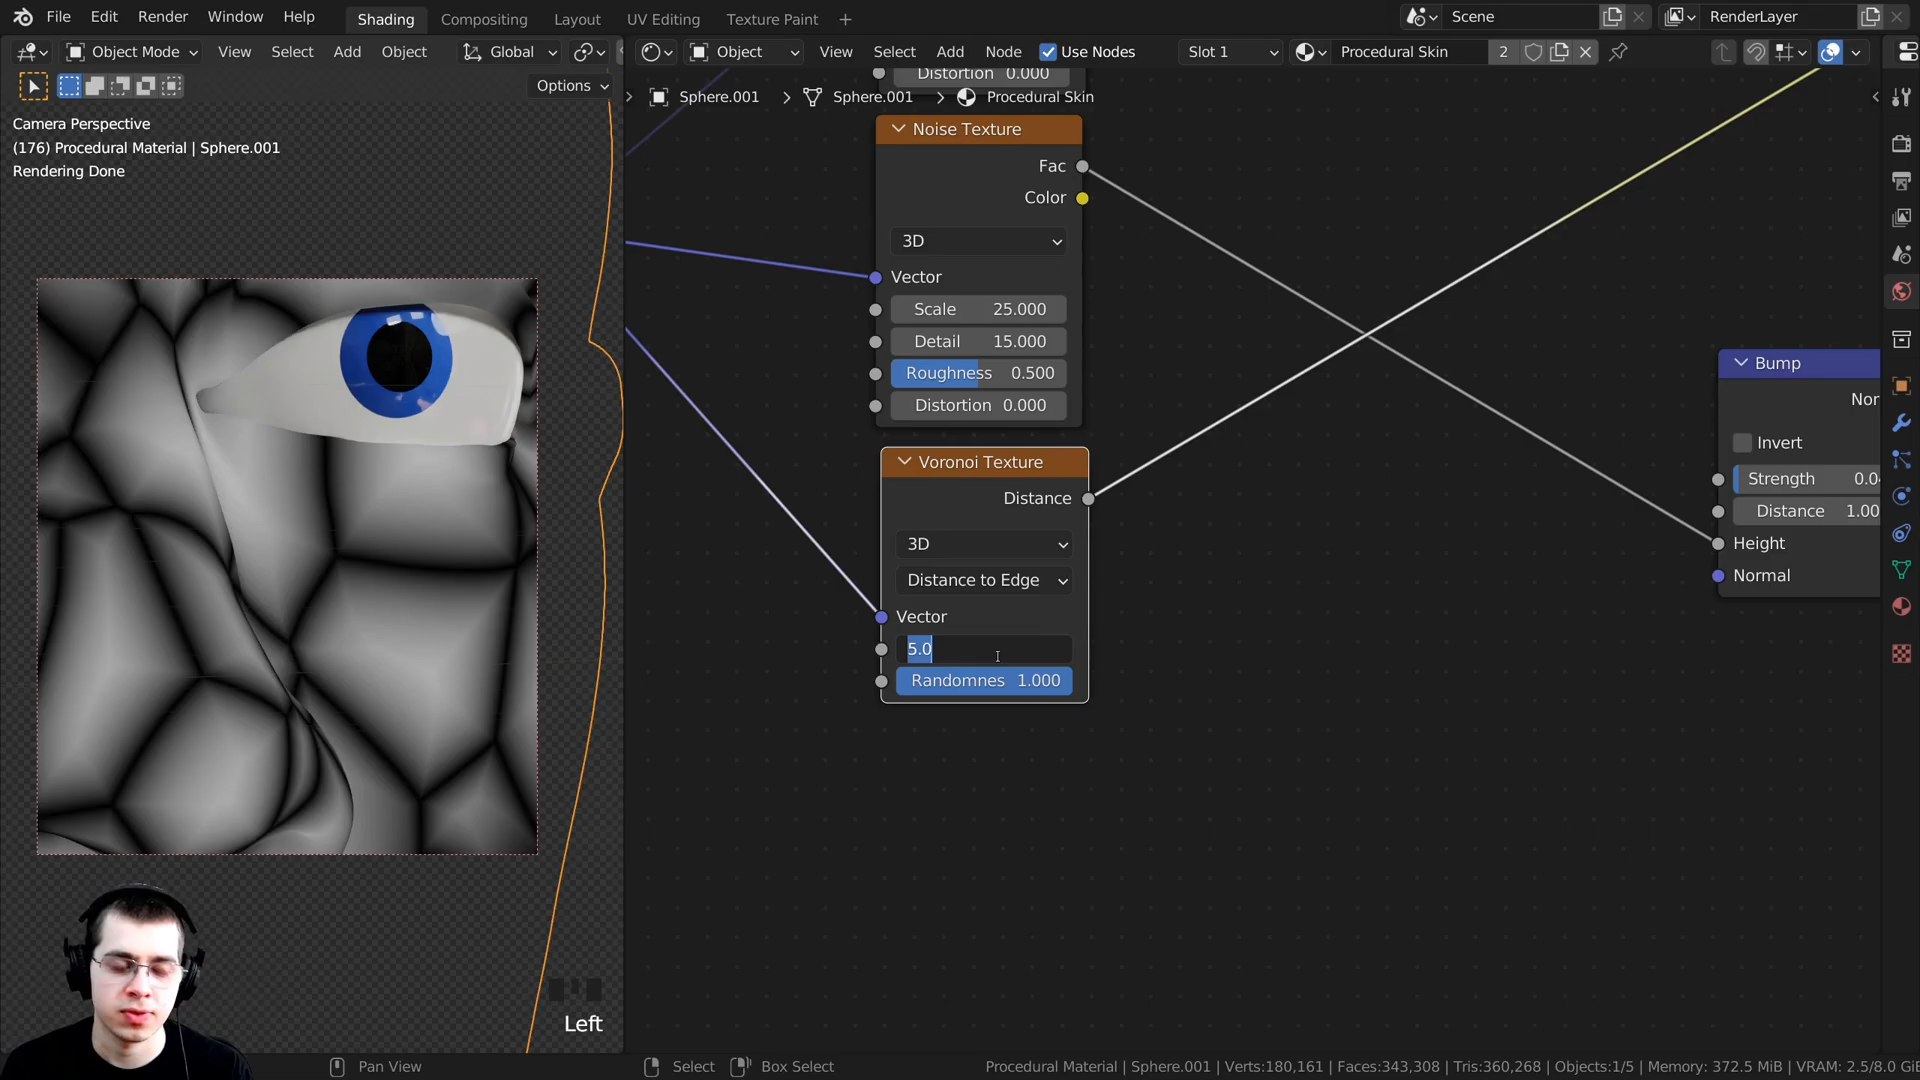 File Edit Render Window Help Shading Compositing Layout UV Editing Texture Paint + Scene RenderLayer
Object Mode View Select Add Object Global Object View Select Add Node Use Nodes Slot 1 Procedural Skin 2
Options
Distortion 0.000
Sphere.001 > Sphere.001 > Procedural Skin
Camera Perspective
(176) Procedural Material | Sphere.001
Rendering Done
Noise Texture
Fac
Color
3D
Vector
Scale 25.000
Detail 15.000
Roughness 0.500
Distortion 0.000
Voronoi Texture
Distance
3D
Distance to Edge
Vector
5.0
Randomnes 1.000
Bump
Nor
Invert
Strength 0.0
Distance 1.00
Height
Normal
Left
Pan View Select Box Select Procedural Material | Sphere.001 | Verts:180,161 | Faces:343,308 | Tris:360,268 | Objects:1/5 | Memory: 372.5 MiB | VRAM: 2.5/8.0 Gi